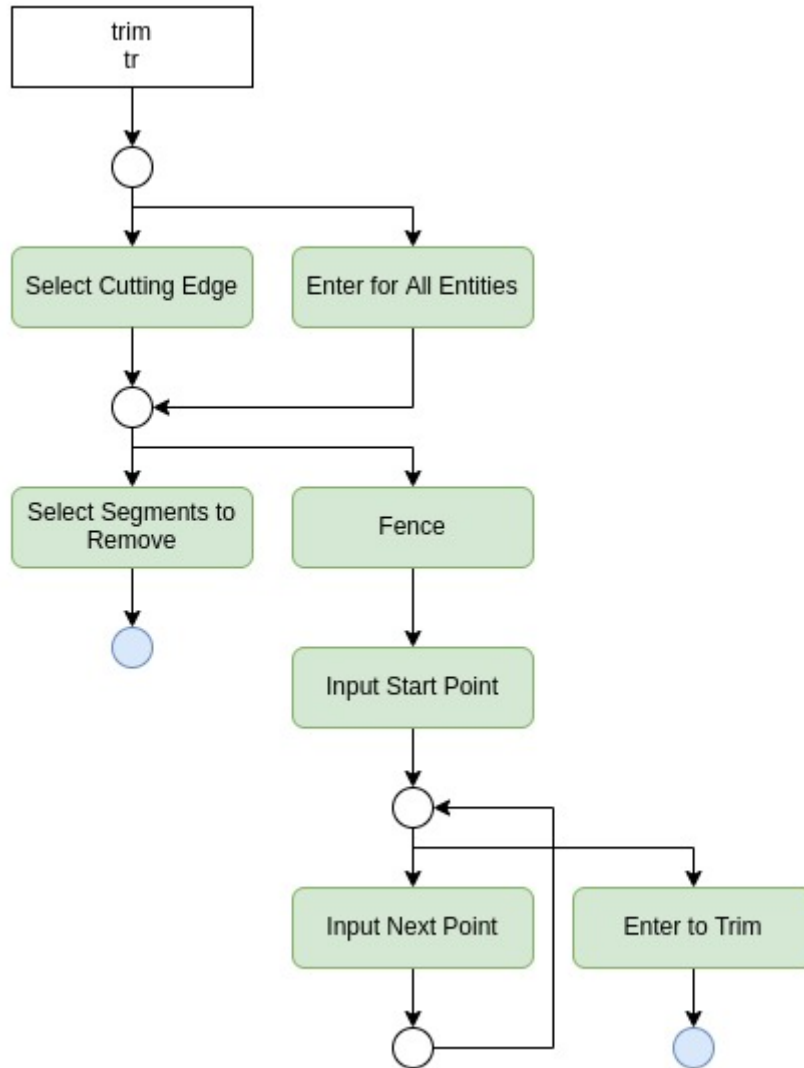 trim
tr
Select Cutting Edge
Enter for All Entities
Select Segments to
Remove
Fence
Input Start Point
Input Next Point
Enter to Trim